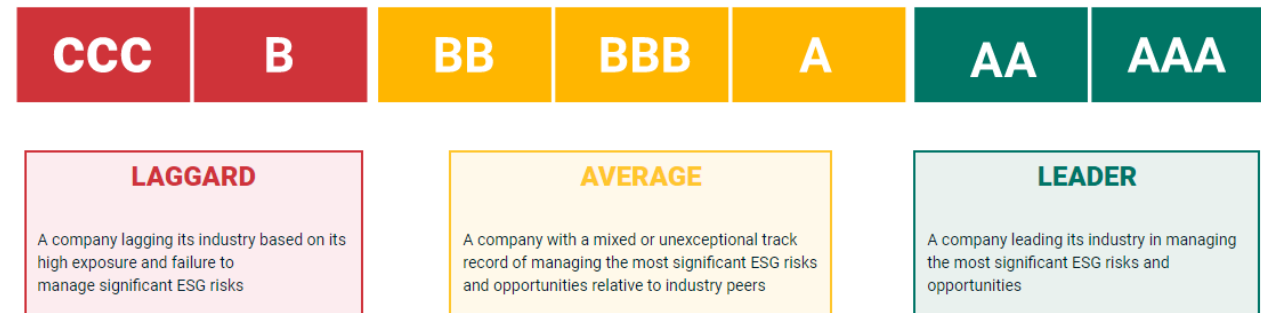 CCC B BB BBB A AA AAA
LAGGARD
A company lagging its industry based on its
high exposure and failure to
manage significant ESG risks
AVERAGE
A company with a mixed or unexceptional track
record of managing the most significant ESG risks
and opportunities relative to industry peers
LEADER
A company leading its industry in managing
the most significant ESG risks and
opportunities